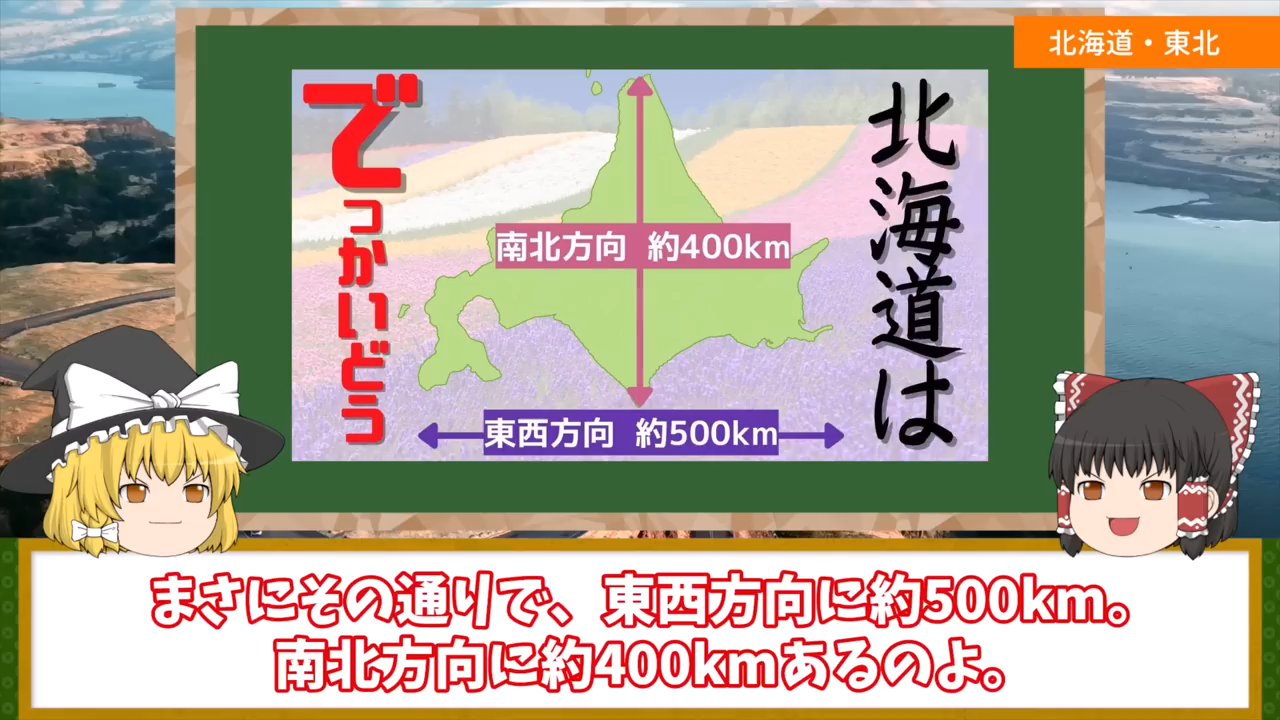 北海道・東北
北海道は
でっかいどう
南北方向 約400km
東西方向 約500km
まさにその通りで、東西方向に約500km。
南北方向に約400kmあるのよ。